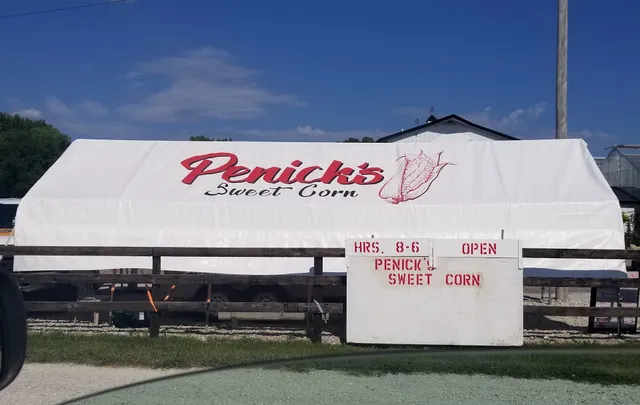 Penick's
Sweet Corn
HRS. 8-6 OPEN
PENICK'S
SWEET CORN